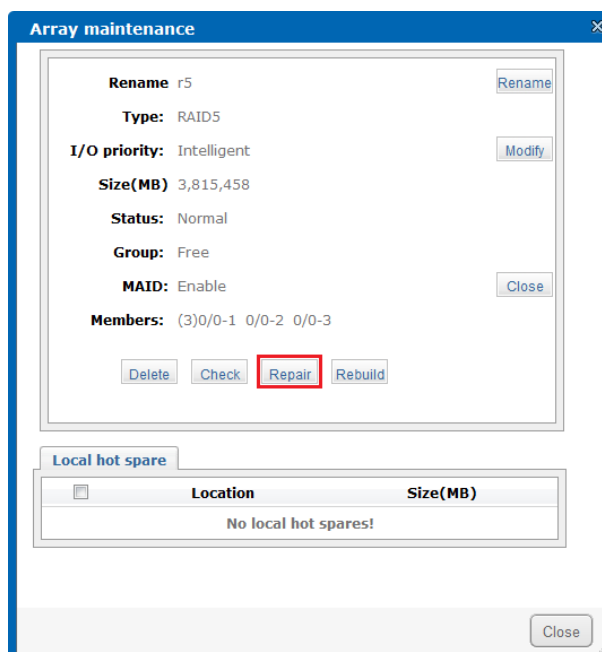 Array maintenance
Rename r5 Rename
Type: RAID5
I/O priority: Intelligent Modify
Size(MB) 3,815,458
Status: Normal
Group: Free
MAID: Enable Close
Members: (3)0/0-1 0/0-2 0/0-3
Delete Check Repair Rebuild
Local hot spare
Location Size(MB)
No local hot spares!
Close